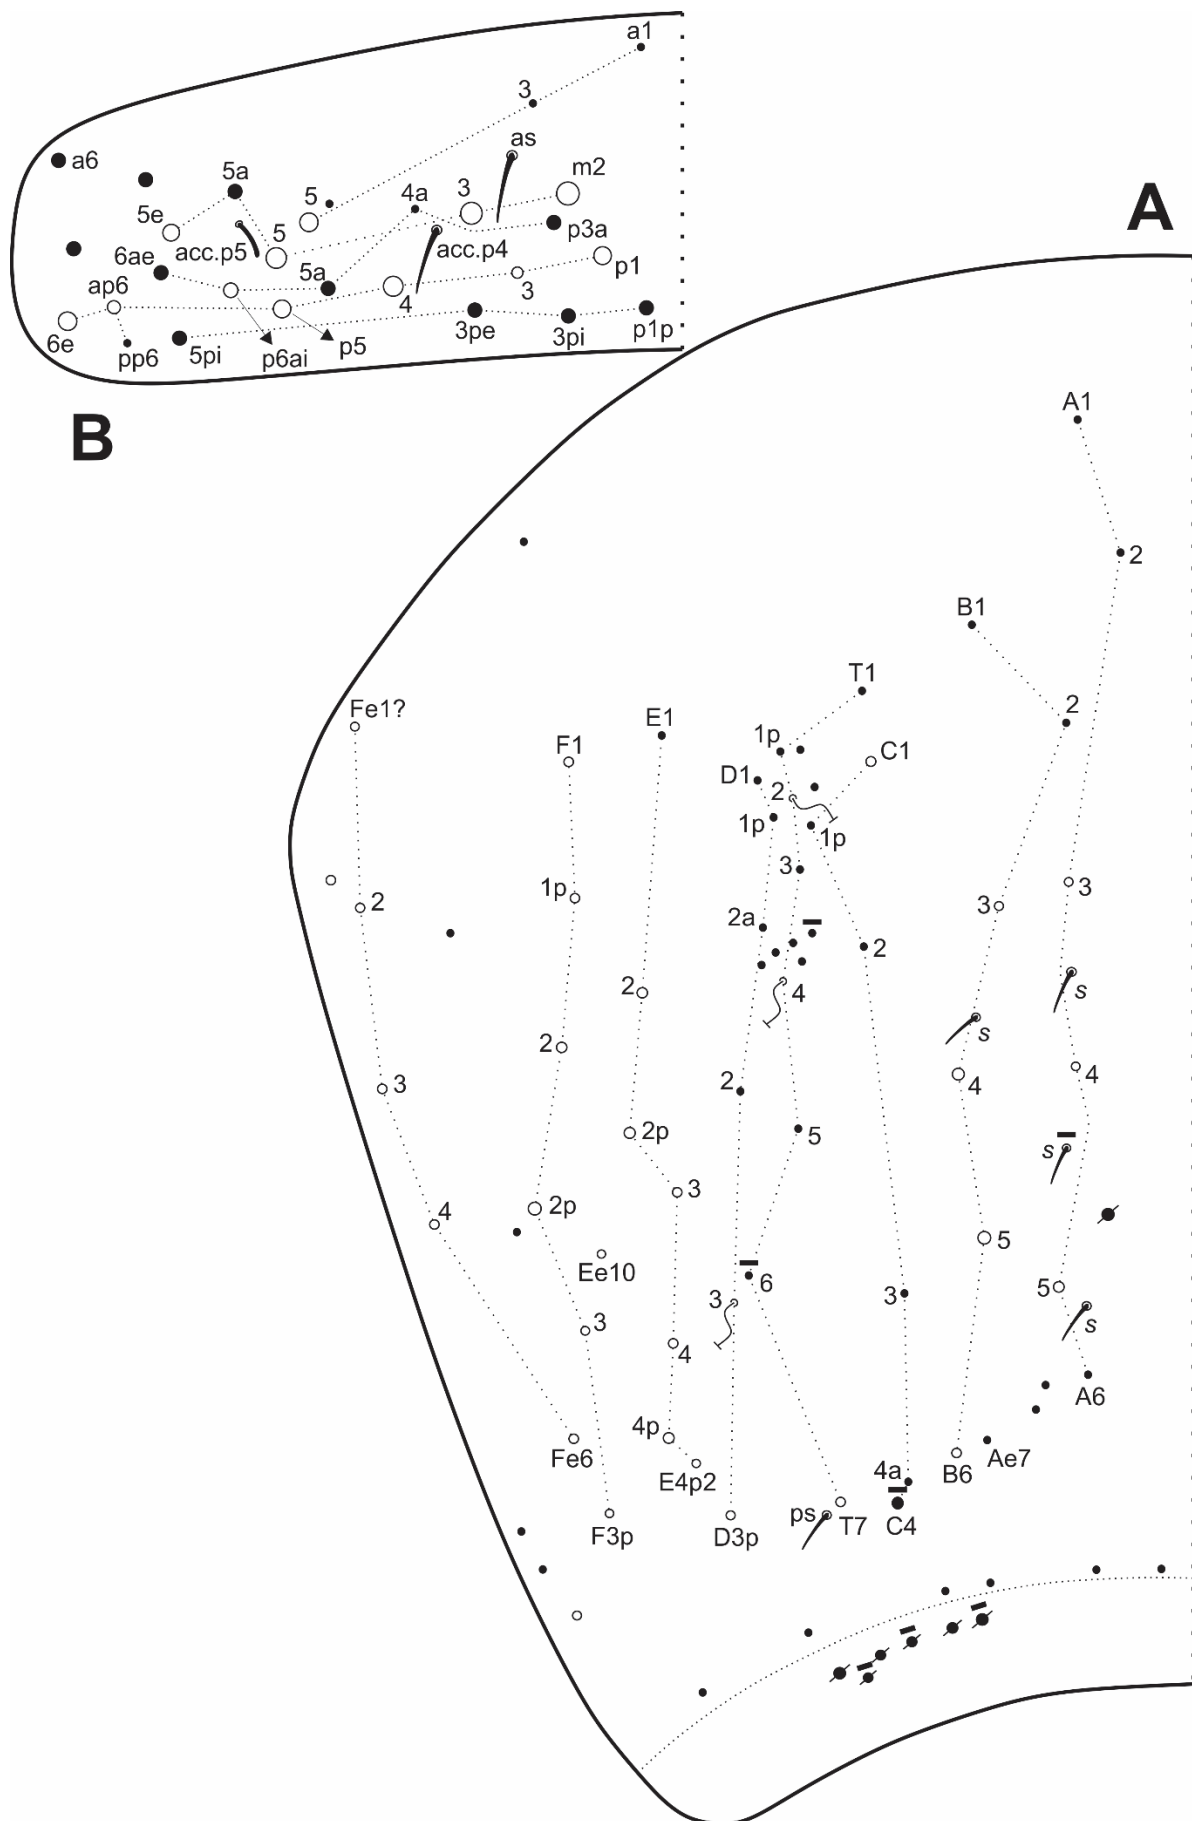 a1
3
as
a6
5a
m2
5
4a
3
5e
acc.p5
5
acc.p4
p3a
6ae
5a
p1
ap6
4
3
6e
pp6
5pi
p6ai
p5
3pe
3pi
p1p
B
A
A1
2
B1
T1
2
Fe1?
E1
F1
1p
C1
D1
2
1p
1p
3
3
1p
2
3
2a
2
2
4
s
s
2
3
2
4
4
2p
5
s
3
4
2p
5
Ee10
6
5
3
3
3
s
4
A6
4p
Fe6
E4p2
4a
B6
Ae7
F3p
D3p
ps
T7
C4